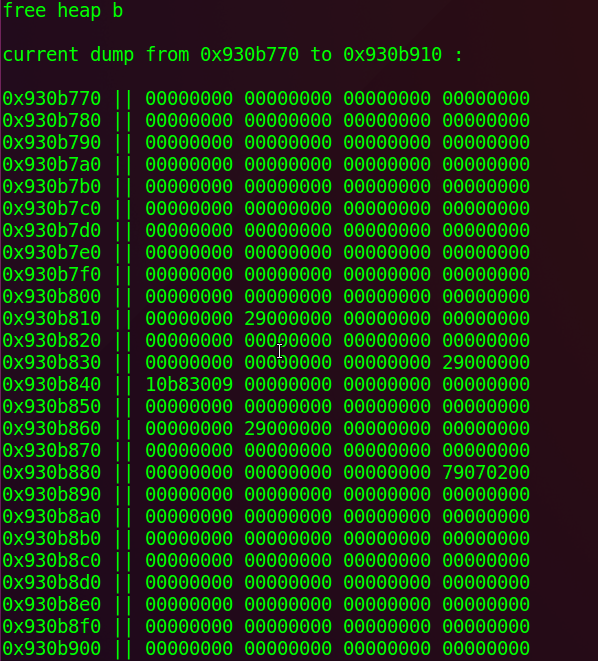 free heap b
current dump from 0x930b770 to 0x930b910 :
0x930b770 || 00000000 00000000 00000000 00000000
0x930b780 || 00000000 00000000 00000000 00000000
0x930b790 || 00000000 00000000 00000000 00000000
0x930b7a0 || 00000000 00000000 00000000 00000000
0x930b7b0 || 00000000 00000000 00000000 00000000
0x930b7c0 || 00000000 00000000 00000000 00000000
0x930b7d0 || 00000000 00000000 00000000 00000000
0x930b7e0 || 00000000 00000000 00000000 00000000
0x930b7f0 || 00000000 00000000 00000000 00000000
0x930b800 || 00000000 00000000 00000000 00000000
0x930b810 || 00000000 29000000 00000000 00000000
0x930b820 || 00000000 00000000 00000000 00000000
0x930b830 || 00000000 00000000 00000000 29000000
0x930b840 || 10b83009 00000000 00000000 00000000
0x930b850 || 00000000 00000000 00000000 00000000
0x930b860 || 00000000 29000000 00000000 00000000
0x930b870 || 00000000 00000000 00000000 00000000
0x930b880 || 00000000 00000000 00000000 79070200
0x930b890 || 00000000 00000000 00000000 00000000
0x930b8a0 || 00000000 00000000 00000000 00000000
0x930b8b0 || 00000000 00000000 00000000 00000000
0x930b8c0 || 00000000 00000000 00000000 00000000
0x930b8d0 || 00000000 00000000 00000000 00000000
0x930b8e0 || 00000000 00000000 00000000 00000000
0x930b8f0 || 00000000 00000000 00000000 00000000
0x930b900 || 00000000 00000000 00000000 00000000